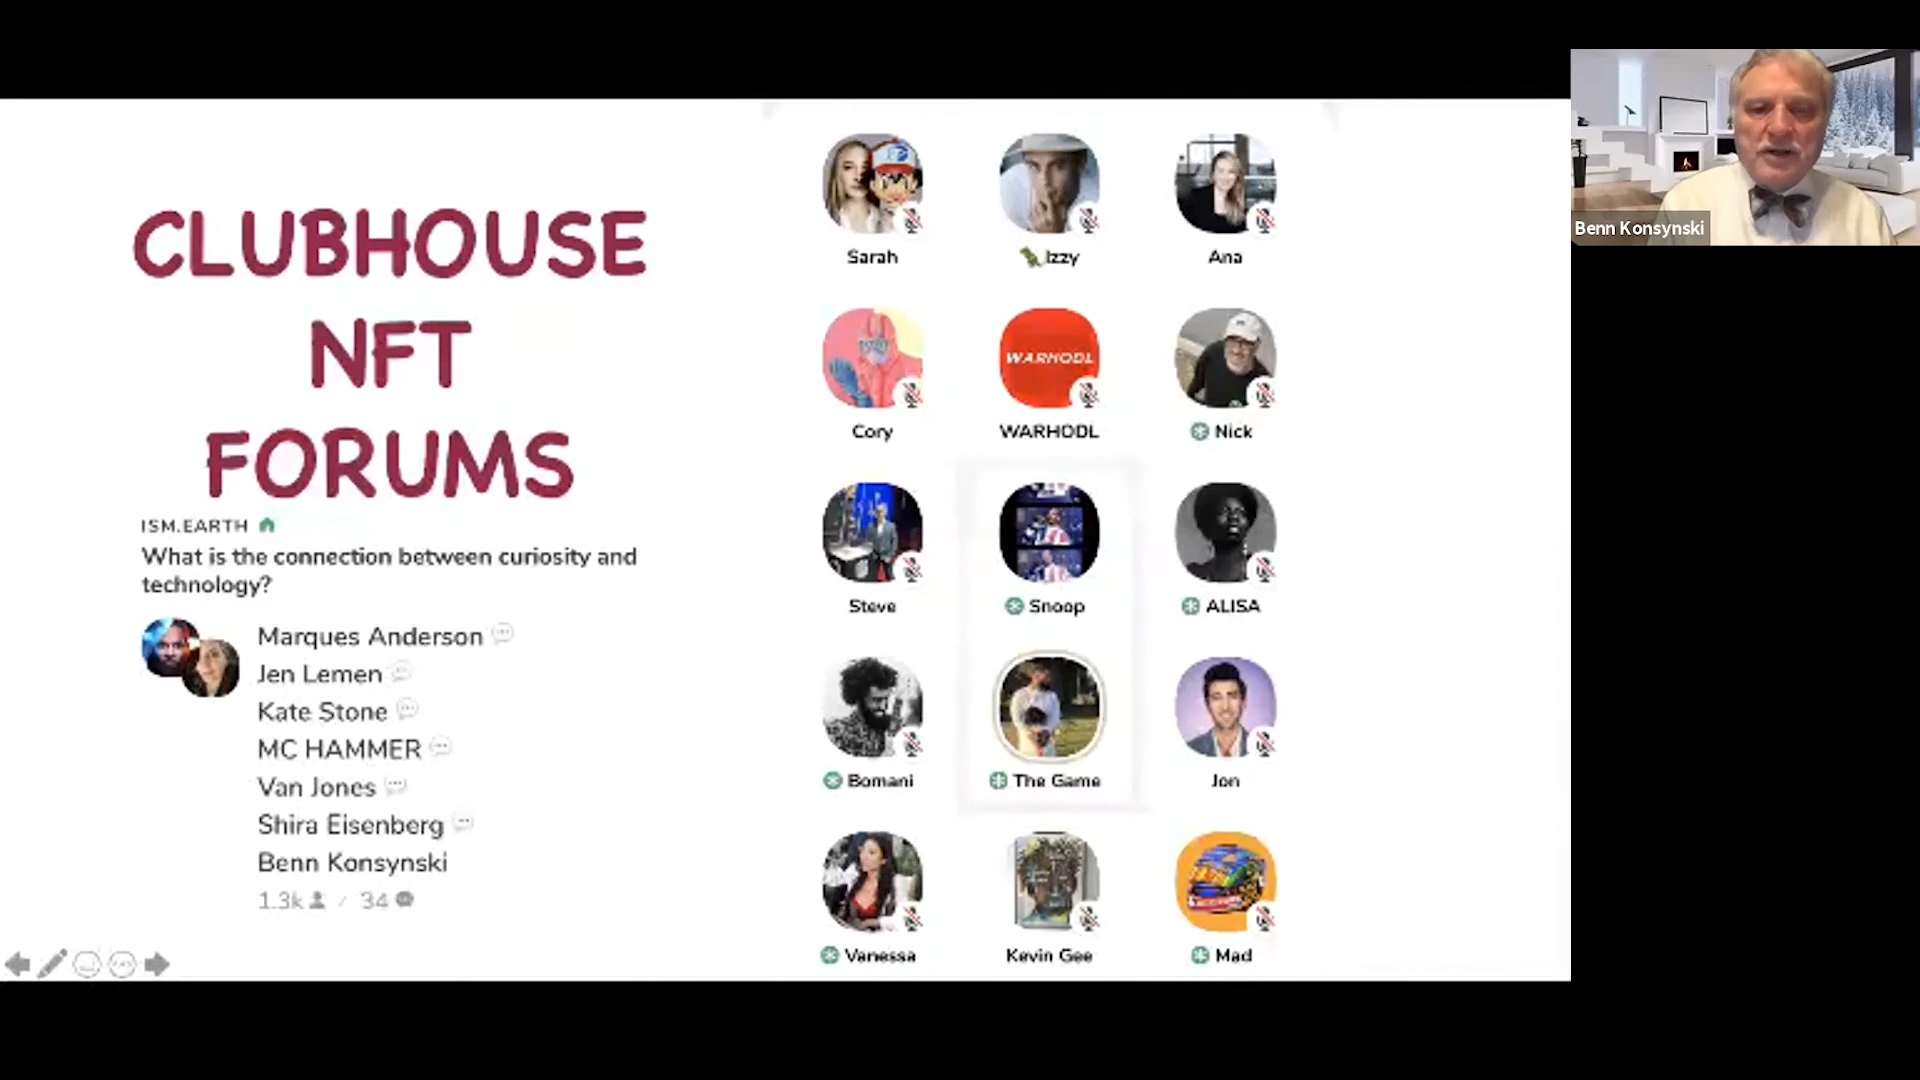 CLUBHOUSE
NFT
FORUMS
ISM.EARTH
What is the connection between curiosity and
technology?
Marques Anderson
Jen Lemen
Kate Stone
MC HAMMER
Van Jones
Shira Eisenberg
Benn Konsynski
1.3k / 34
Sarah Izzy Ana
WARHODL
Cory WARHODL Nick
Steve Snoop ALISA
Bomani The Game Jon
Vanessa Kevin Gee Mad
Benn Konsynski